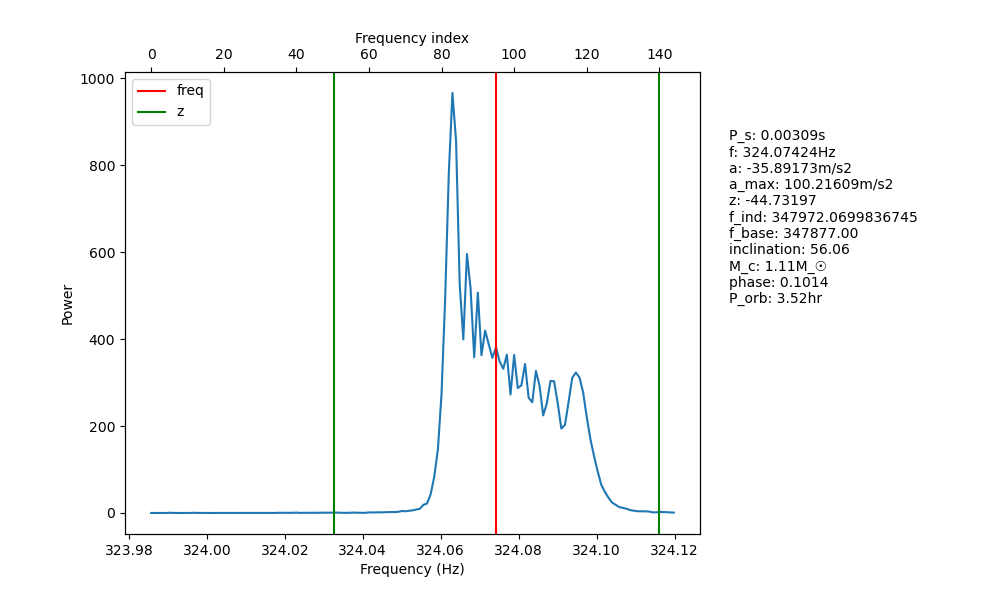 Frequency index
0 20 40 60 80 100 120 140
freq
z
1000
800
600
400
200
0
Power
323.98 324.00 324.02 324.04 324.06 324.08 324.10 324.12
Frequency (Hz)
P_s: 0.00309s
f: 324.07424Hz
a: -35.89173m/s2
a_max: 100.21609m/s2
z: -44.73197
f_ind: 347972.0699836745
f_base: 347877.00
inclination: 56.06
M_c: 1.11M_☉
phase: 0.1014
P_orb: 3.52hr